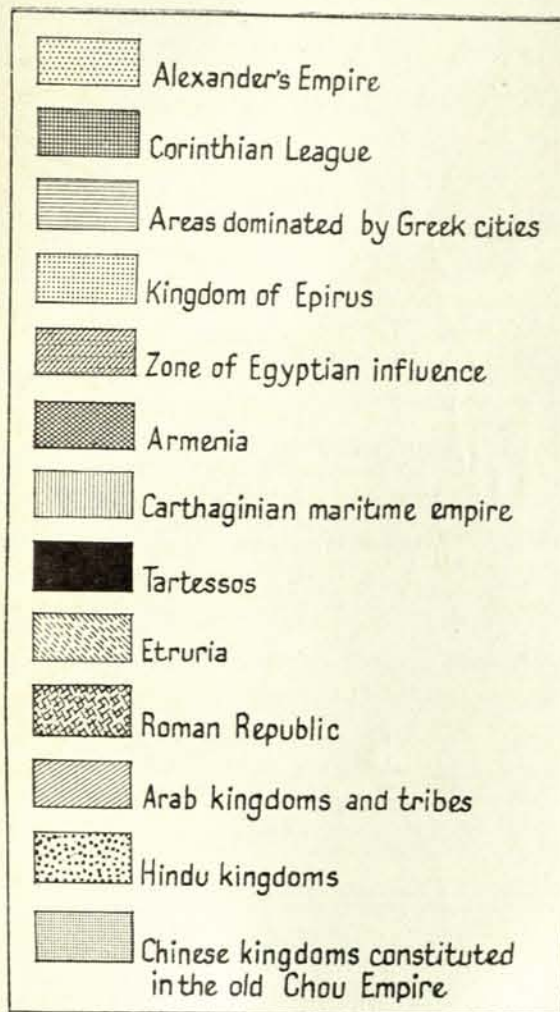 Alexander's Empire
Corinthian League
Areas dominated by Greek cities
Kingdom of Epirus
Zone of Egyptian influence
Armenia
Carthaginian maritime empire
Tartessos
Etruria
Roman Republic
Arab kingdoms and tribes
Hindu kingdoms
Chinese kingdoms constituted
in the old Chou Empire